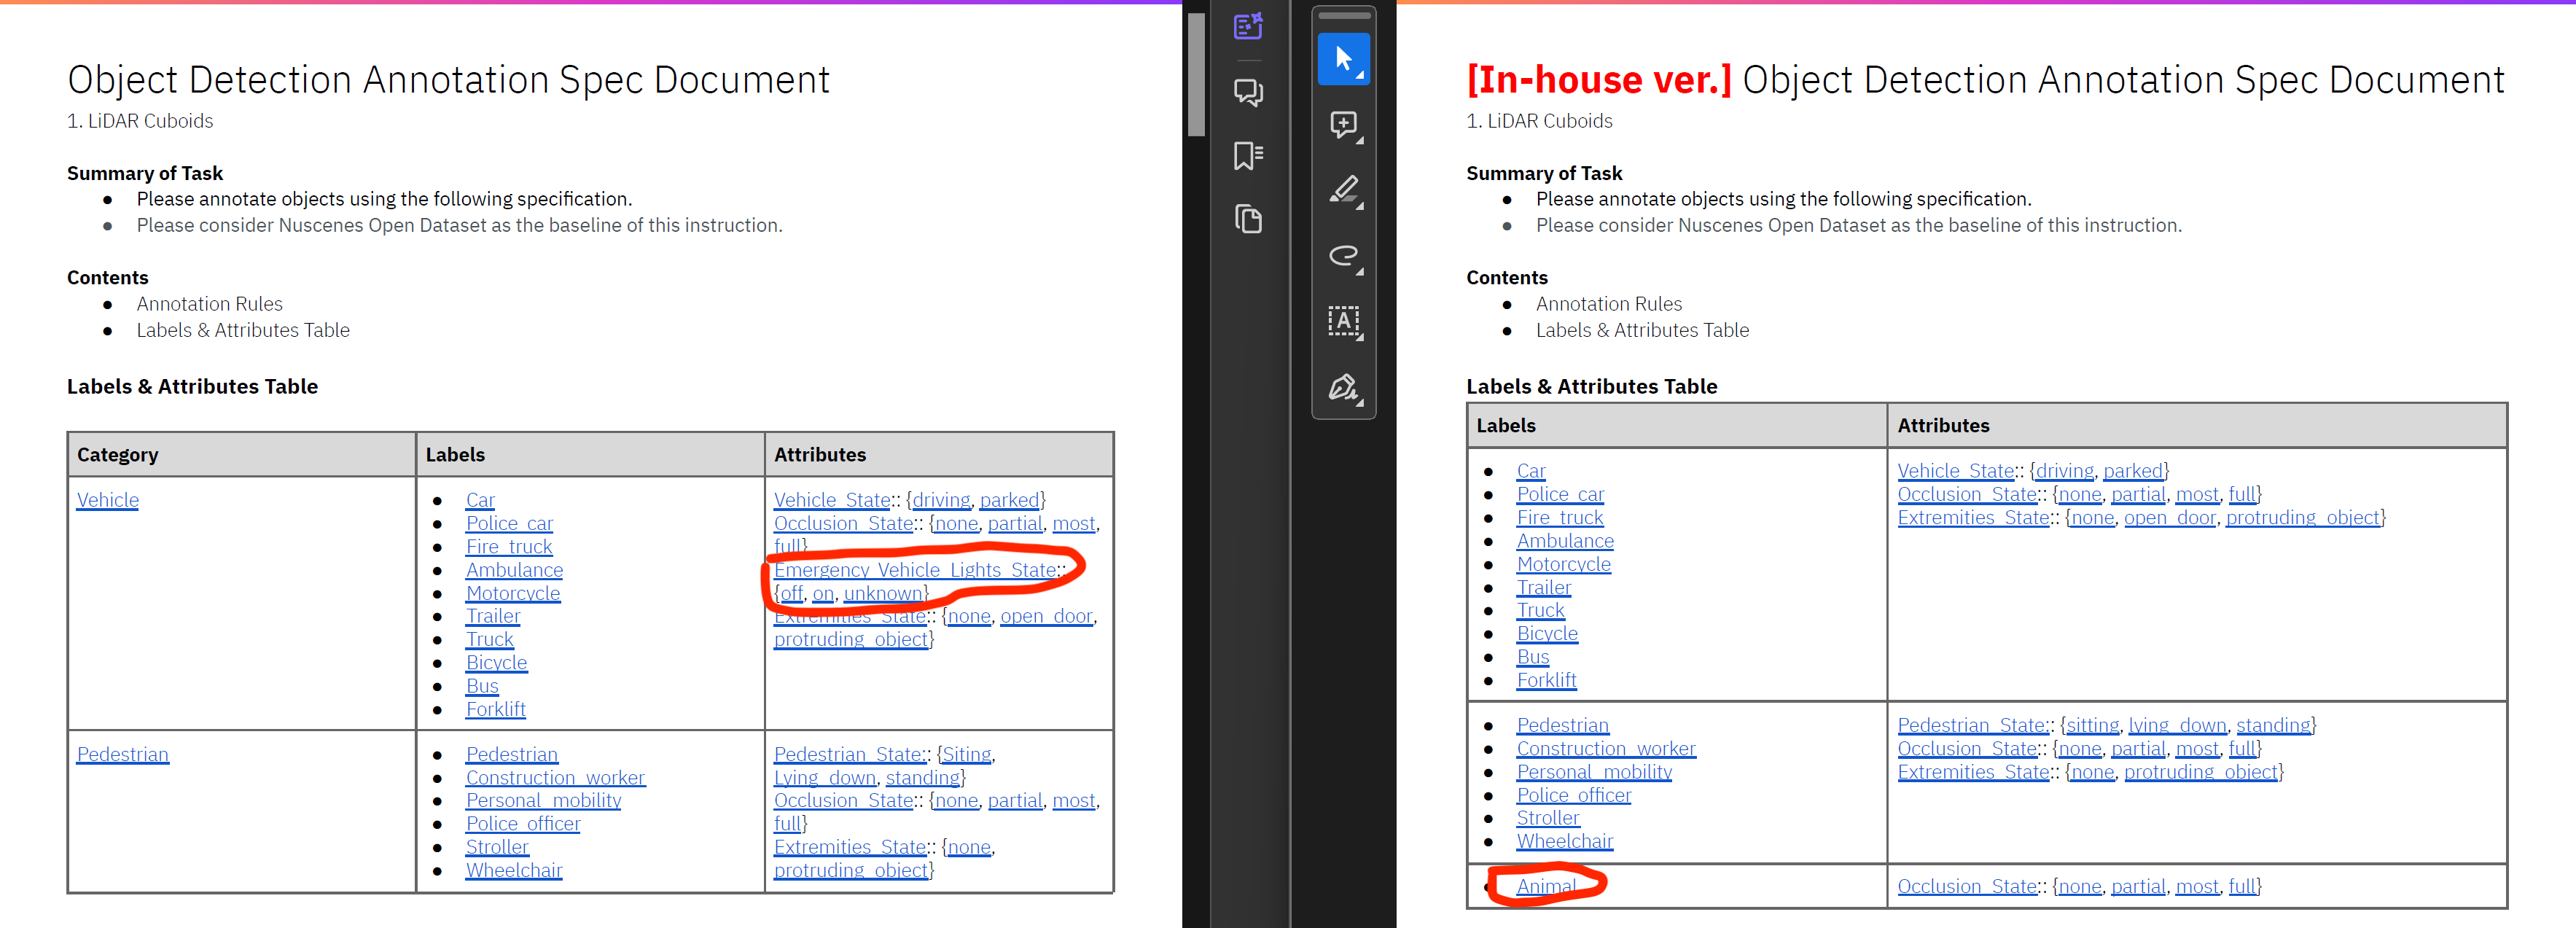 Object Detection Annotation Spec Document
1. LiDAR Cuboids
Summary of Task
● Please annotate objects using the following specification.
● Please consider Nuscenes Open Dataset as the baseline of this instruction.
Contents
● Annotation Rules
● Labels & Attributes Table
Labels & Attributes Table
Category Labels Attributes
Vehicle
● Car
● Police_car
● Fire_truck
● Ambulance
● Motorcycle
● Trailer
● Truck
● Bicycle
● Bus
● Forklift
Vehicle_State:: {driving, parked}
Occlusion_State:: {none, partial, most,
full}
Emergency_Vehicle_Lights_State::
{off, on, unknown}
Extremities_State:: {none, open_door,
protruding_object}
Pedestrian
● Pedestrian
● Construction_worker
● Personal_mobility
● Police_officer
● Stroller
● Wheelchair
Pedestrian_State:: {Siting,
Lying_down, standing}
Occlusion_State:: {none, partial, most,
full}
Extremities_State:: {none,
protruding_object}
[In-house ver.] Object Detection Annotation Spec Document
1. LiDAR Cuboids
Summary of Task
● Please annotate objects using the following specification.
● Please consider Nuscenes Open Dataset as the baseline of this instruction.
Contents
● Annotation Rules
● Labels & Attributes Table
Labels & Attributes Table
Labels Attributes
● Car
● Police_car
● Fire_truck
● Ambulance
● Motorcycle
● Trailer
● Truck
● Bicycle
● Bus
● Forklift
Vehicle_State:: {driving, parked}
Occlusion_State:: {none, partial, most, full}
Extremities_State:: {none, open_door, protruding_object}
● Pedestrian
● Construction_worker
● Personal_mobility
● Police_officer
● Stroller
● Wheelchair
Pedestrian_State:: {sitting, lying_down, standing}
Occlusion_State:: {none, partial, most, full}
Extremities_State:: {none, protruding_object}
● Animal
Occlusion_State:: {none, partial, most, full}